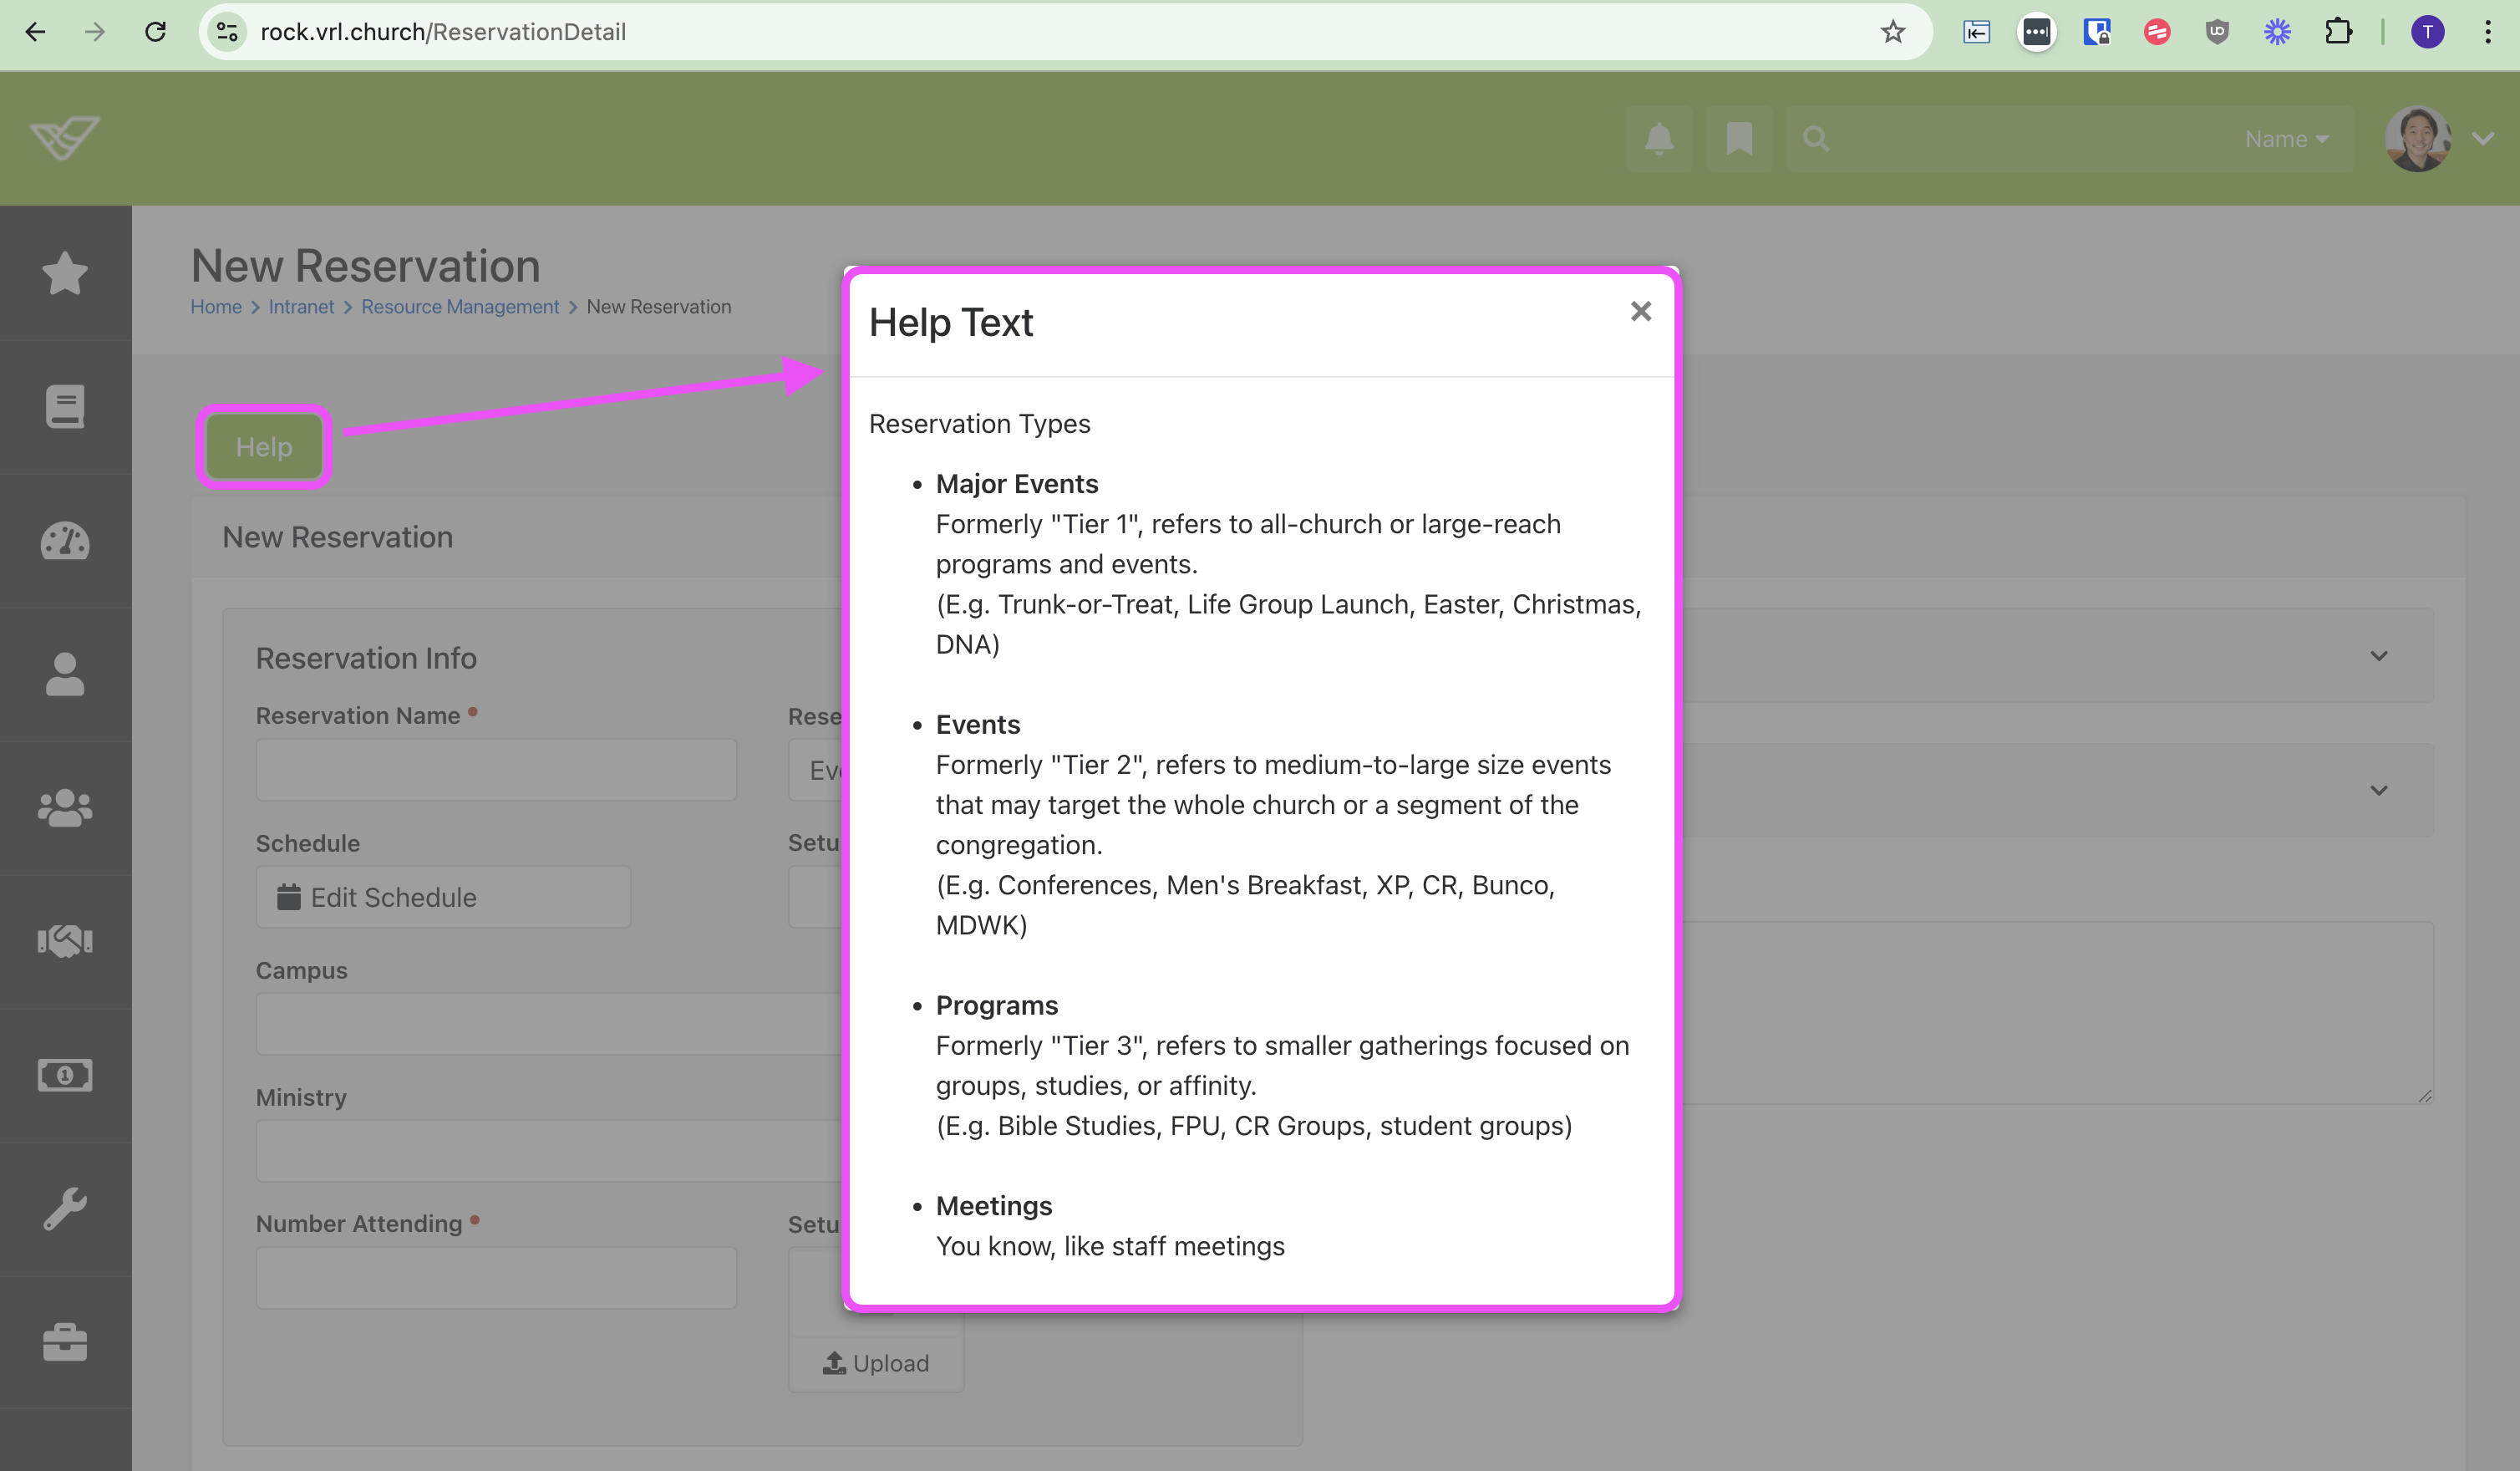 rock.vrl.church/ReservationDetail
T
Name
New Reservation
Home > Intranet > Resource Management > New Reservation
Help
New Reservation
Reservation Info
Reservation Name
Schedule
Edit Schedule
Campus
Ministry
Number Attending
Upload
Help Text
×
Reservation Types
• Major Events
Formerly "Tier 1", refers to all-church or large-reach
programs and events.
(E.g. Trunk-or-Treat, Life Group Launch, Easter, Christmas,
DNA)
• Events
Formerly "Tier 2", refers to medium-to-large size events
that may target the whole church or a segment of the
congregation.
(E.g. Conferences, Men's Breakfast, XP, CR, Bunco,
MDWK)
• Programs
Formerly "Tier 3", refers to smaller gatherings focused on
groups, studies, or affinity.
(E.g. Bible Studies, FPU, CR Groups, student groups)
• Meetings
You know, like staff meetings